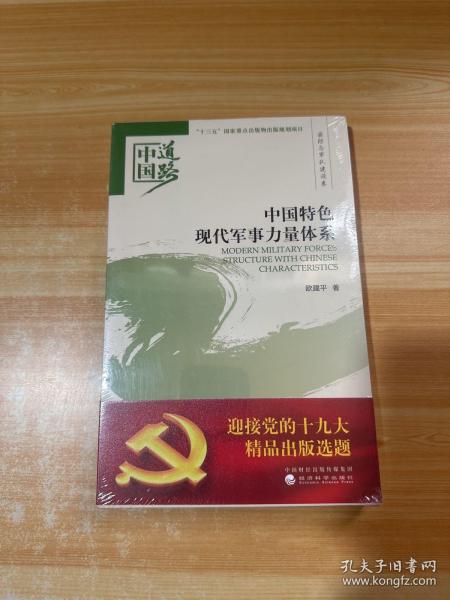 "十三五"国家重点出版物出版规划项目
中国道路
国防与军队建设卷
中国特色
现代军事力量体系
MODERN MILITARY FORCES
STRUCTURE WITH CHINESE
CHARACTERISTICS
欧建平 著
迎接党的十九大
精品出版选题
中国财经出版传媒集团
经济科学出版社
Economic Science Press
孔夫子旧书网
www.kongfz.com